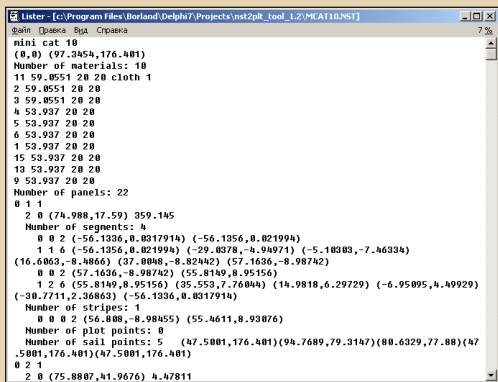 Lister - [c:\Program Files\Borland\Delphi7\Projects\nst2plt_tool_1.2\MCAT10.NST]
Файл Правка Вид Справка 7 %
mini cat 10
(0,0) (97.3454,176.401)
Number of materials: 10
11 59.0551 20 20 cloth 1
2 59.0551 20 20
3 59.0551 20 20
4 53.937 20 20
5 53.937 20 20
6 53.937 20 20
1 53.937 20 20
15 53.937 20 20
13 53.937 20 20
9 53.937 20 20
Number of panels: 22
0 1 1
2 0 (74.988,17.59) 359.145
Number of segments: 4
0 0 2 (-56.1336,0.0317914) (-56.1356,0.021994)
1 1 6 (-56.1356,0.021994) (-29.0378,-4.94971) (-5.10303,-7.46334)
(16.6063,-8.4866) (37.0048,-8.82442) (57.1636,-8.98742)
0 0 2 (57.1636,-8.98742) (55.8149,8.95156)
1 2 6 (55.8149,8.95156) (35.553,7.76044) (14.9818,6.29729) (-6.95095,4.49929)
(-30.7711,2.36863) (-56.1336,0.0317914)
Number of stripes: 1
0 0 0 2 (56.808,-8.98455) (55.4611,8.93076)
Number of plot points: 0
Number of sail points: 5 (47.5001,176.401)(94.7689,79.3147)(80.6329,77.88)(47
.5001,176.401)(47.5001,176.401)
0 2 1
2 0 (75.8807,41.9676) 4.47811